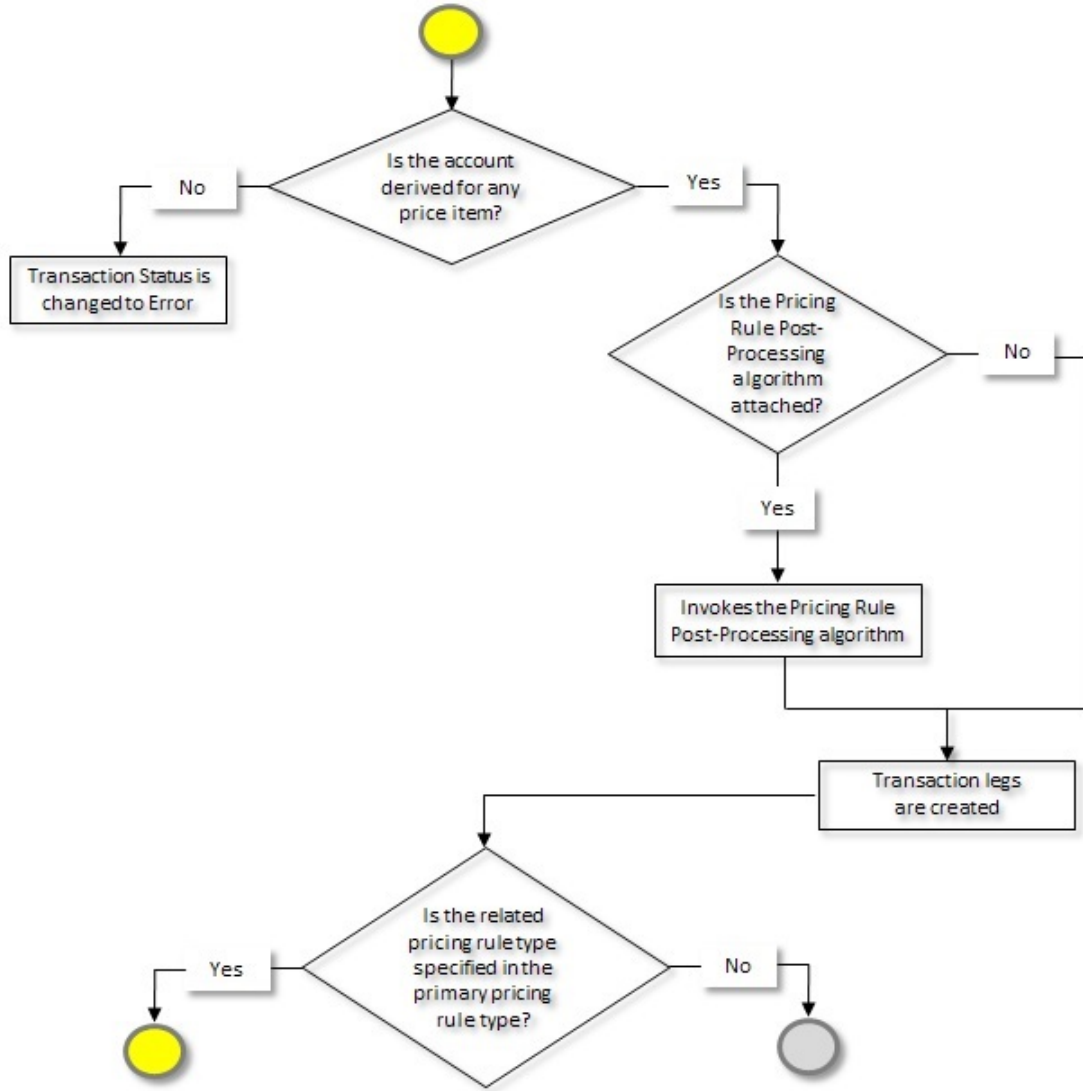 Is the account
derived for any
price item?
No
Yes
Transaction Status is
changed to Error
Is the Pricing
Rule Post-
Processing
algorithm
attached?
No
Yes
Invokes the Pricing Rule
Post-Processing algorithm
Transaction legs
are created
Is the related
pricing rule type
specified in the
primary pricing
rule type?
Yes
No